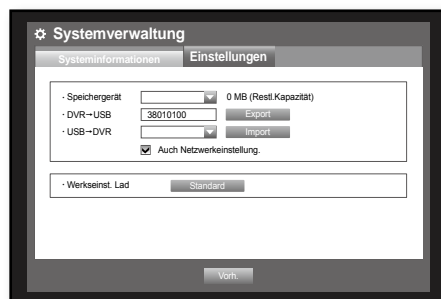 Systemverwaltung
Systeminformationen Einstellungen
· Speichergerät 0 MB (Restl.Kapazität)
· DVR→USB 38010100 Export
· USB→DVR Import
Auch Netzwerkeinstellung.
· Werkseinst. Lad Standard
Vorh.